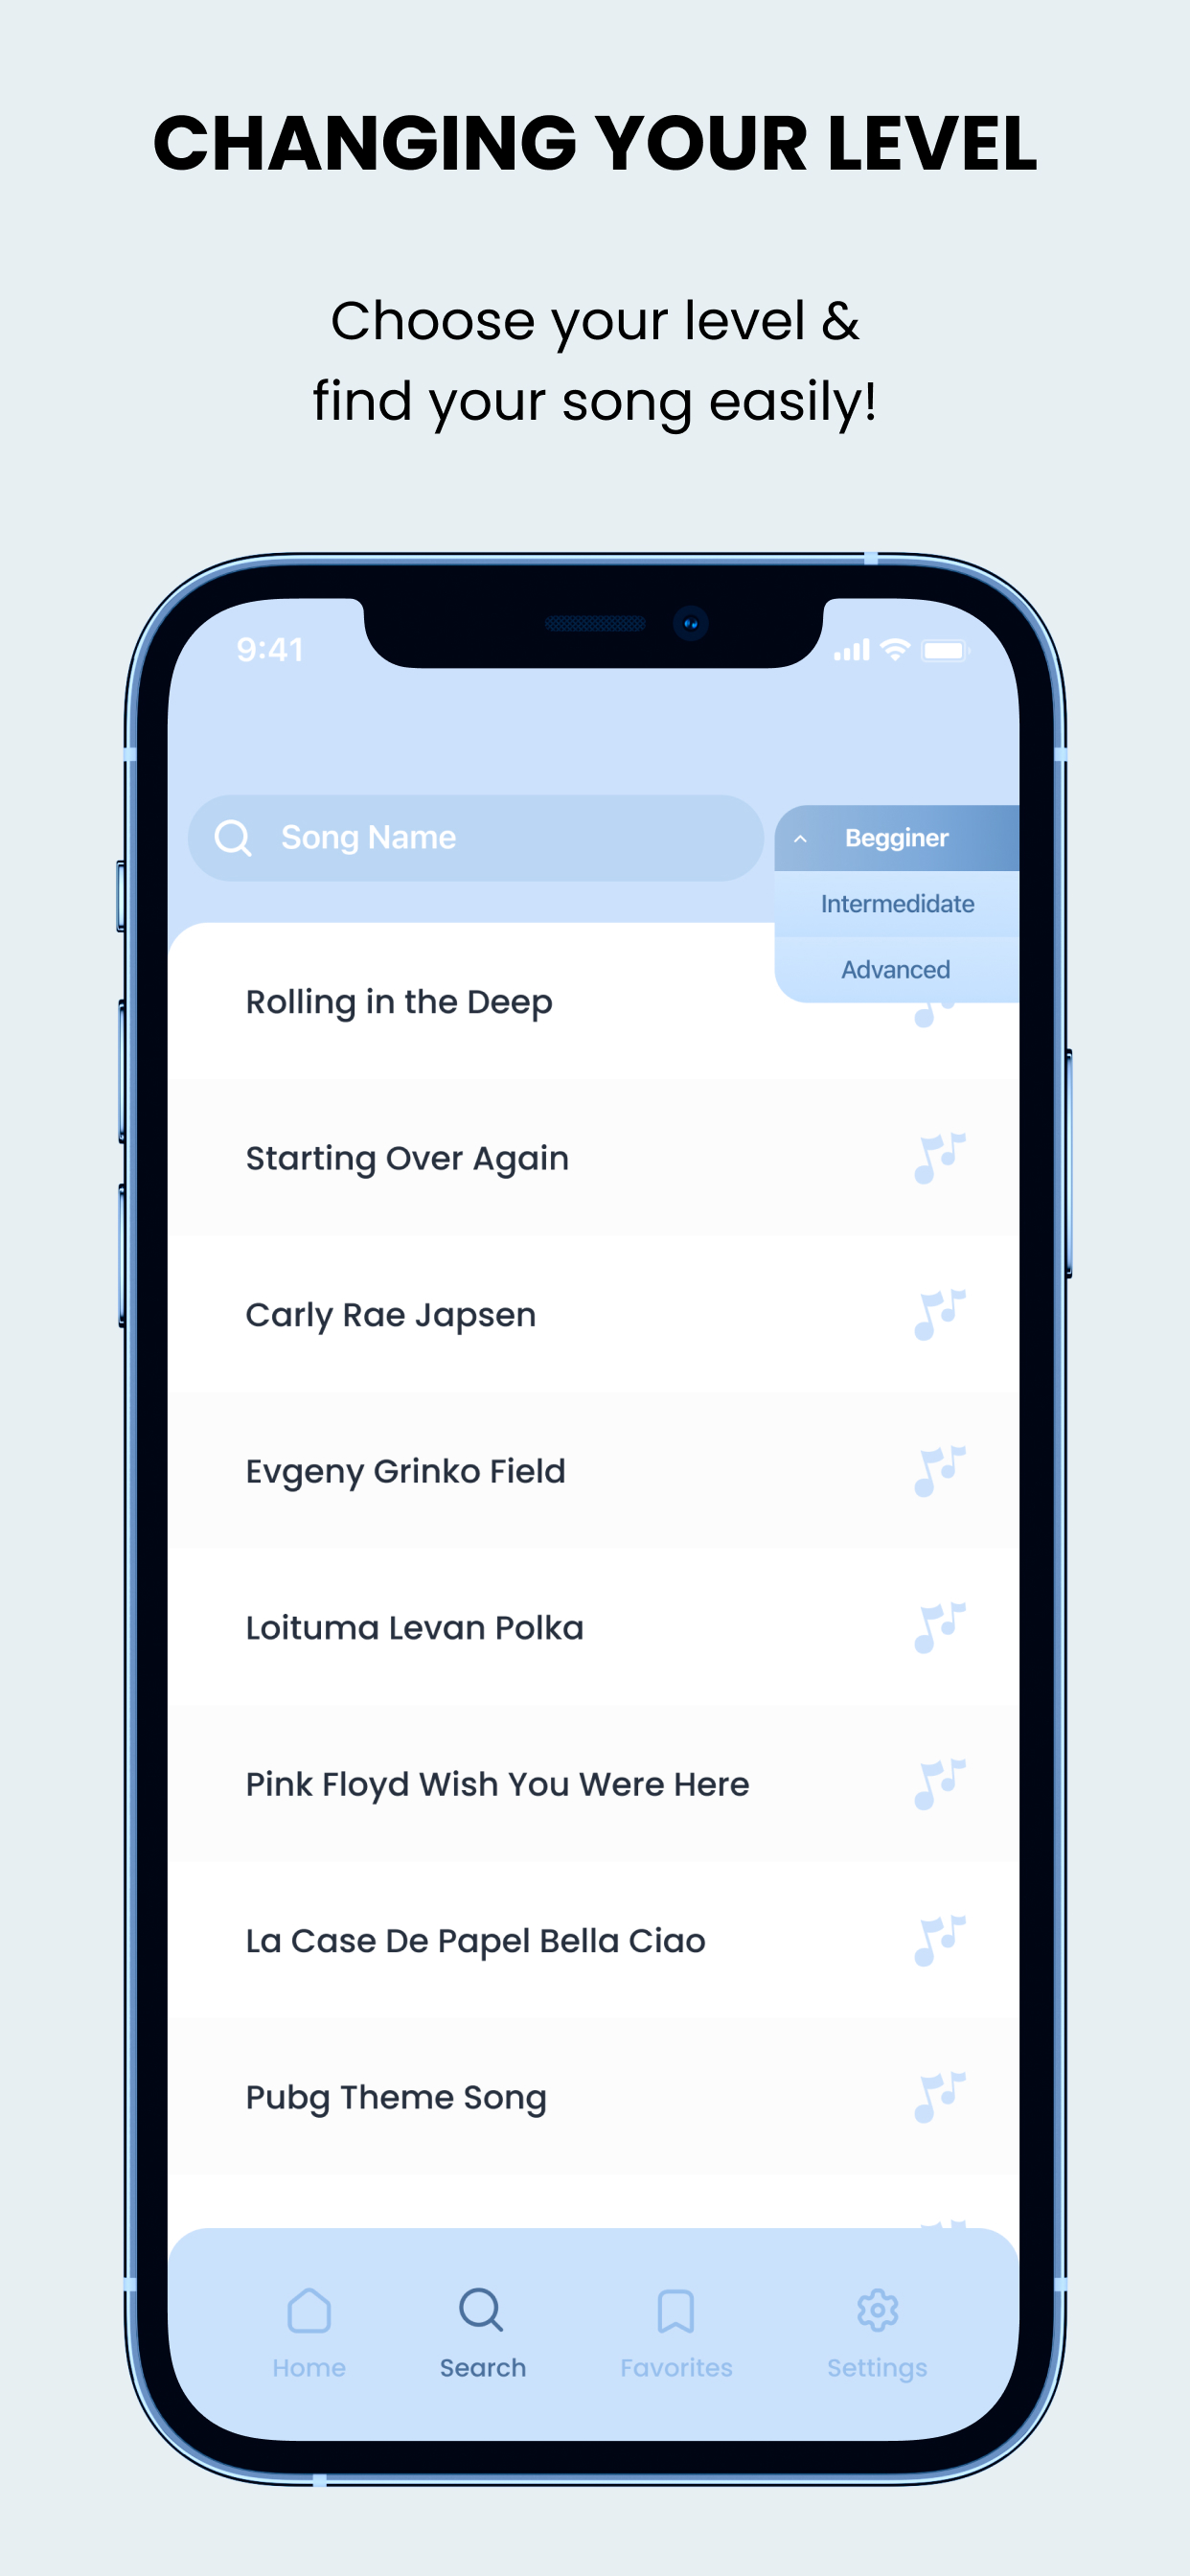 CHANGING YOUR LEVEL
Choose your level &
find your song easily!
9:41
Song Name
Begginer
Intermedidate
Advanced
Rolling in the Deep
Starting Over Again
Carly Rae Japsen
Evgeny Grinko Field
Loituma Levan Polka
Pink Floyd Wish You Were Here
La Case De Papel Bella Ciao
Pubg Theme Song
Home
Search
Favorites
Settings